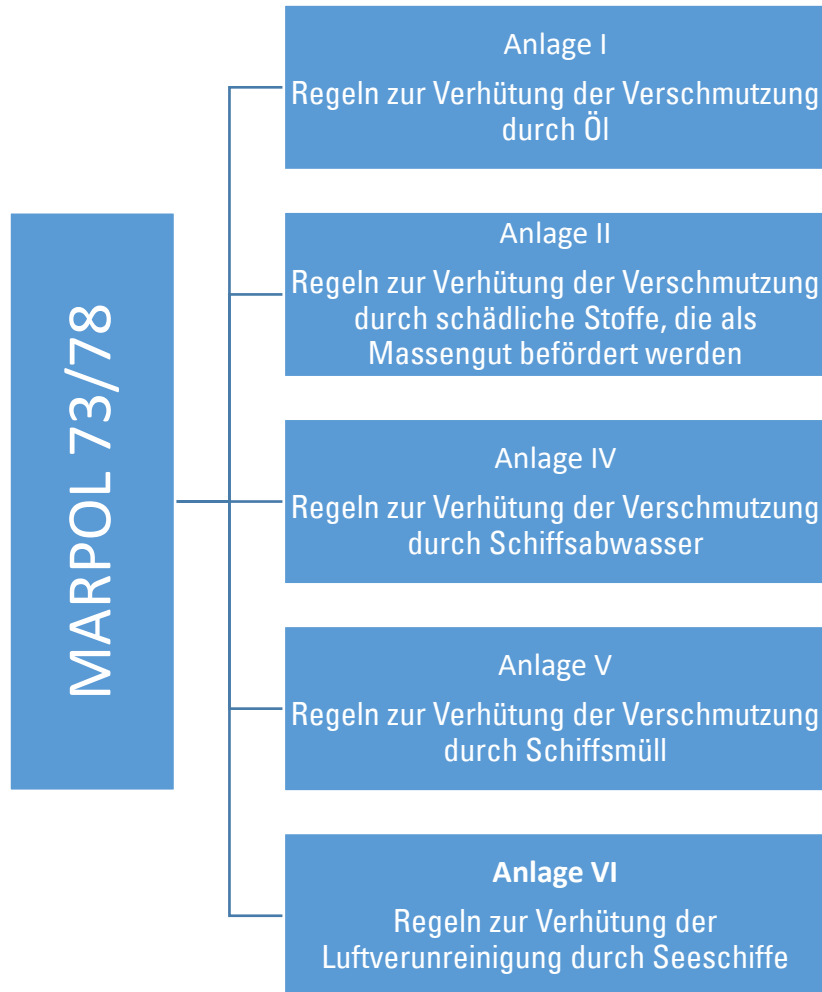 MARPOL 73/78
Anlage I
Regeln zur Verhütung der Verschmutzung
durch Öl
Anlage II
Regeln zur Verhütung der Verschmutzung
durch schädliche Stoffe, die als
Massengut befördert werden
Anlage IV
Regeln zur Verhütung der Verschmutzung
durch Schiffsabwasser
Anlage V
Regeln zur Verhütung der Verschmutzung
durch Schiffsmüll
Anlage VI
Regeln zur Verhütung der
Luftverunreinigung durch Seeschiffe